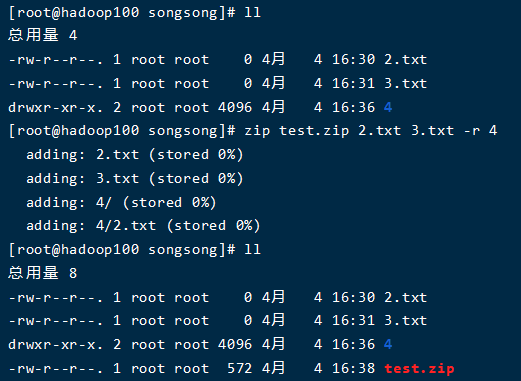 [root@hadoop100 songsong]# ll
总用量 4
-rw-r--r--. 1 root root    0 4月   4 16:30 2.txt
-rw-r--r--. 1 root root    0 4月   4 16:31 3.txt
drwxr-xr-x. 2 root root 4096 4月   4 16:36 4
[root@hadoop100 songsong]# zip test.zip 2.txt 3.txt -r 4
  adding: 2.txt (stored 0%)
  adding: 3.txt (stored 0%)
  adding: 4/ (stored 0%)
  adding: 4/2.txt (stored 0%)
[root@hadoop100 songsong]# ll
总用量 8
-rw-r--r--. 1 root root    0 4月   4 16:30 2.txt
-rw-r--r--. 1 root root    0 4月   4 16:31 3.txt
drwxr-xr-x. 2 root root 4096 4月   4 16:36 4
-rw-r--r--. 1 root root  572 4月   4 16:38 test.zip